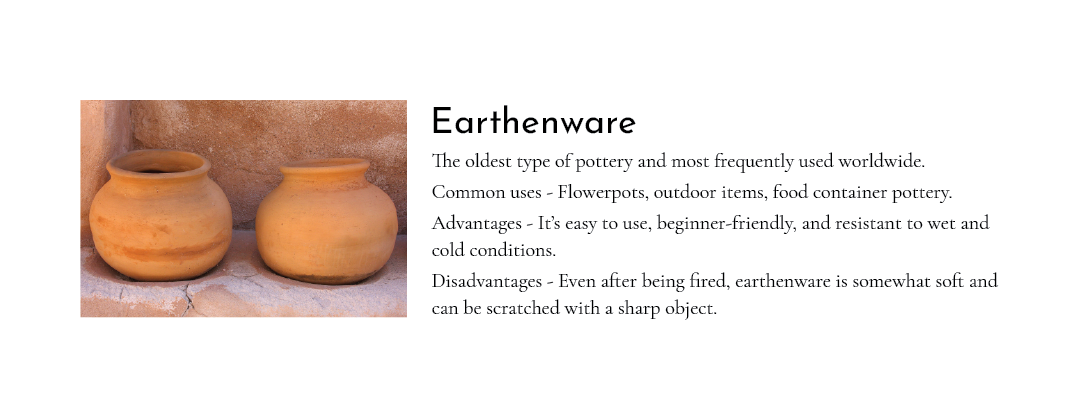 Earthenware
The oldest type of pottery and most frequently used worldwide.
Common uses - Flowerpots, outdoor items, food container pottery.
Advantages - It’s easy to use, beginner-friendly, and resistant to wet and
cold conditions.
Disadvantages - Even after being fired, earthenware is somewhat soft and
can be scratched with a sharp object.